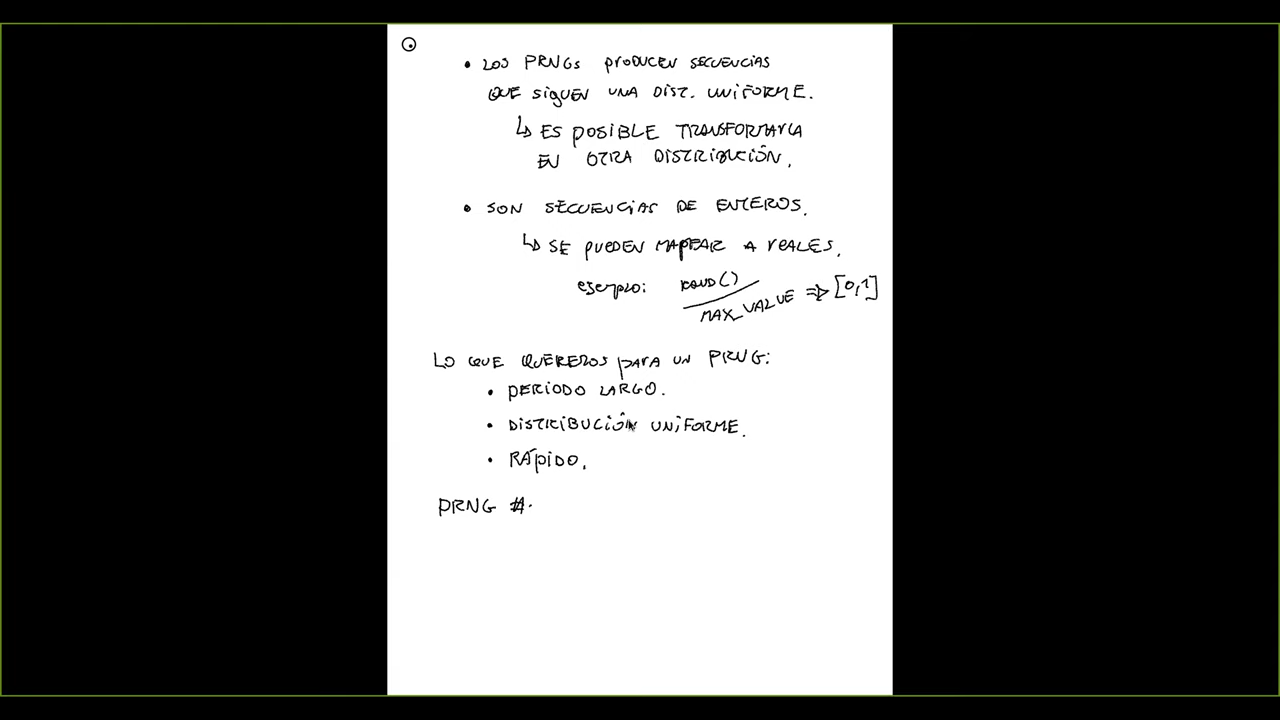 • LOS PRNGs PRODUCEN SECUENCIAS
QUE SIGUEN UNA DIST. UNIFORME.
↳ ES POSIBLE TRANSFORMARLA
EN OTRA DISTRIBUCIÓN.
• SON SECUENCIAS DE ENTEROS.
↳ SE PUEDEN MAPEAR A REALES.
ejemplo: RAND() / MAX_VALUE ⇒ [0,1]
LO QUE QUEREMOS PARA UN PRNG:
• PERIODO LARGO.
• DISTRIBUCIÓN UNIFORME.
• RÁPIDO.
PRNG #